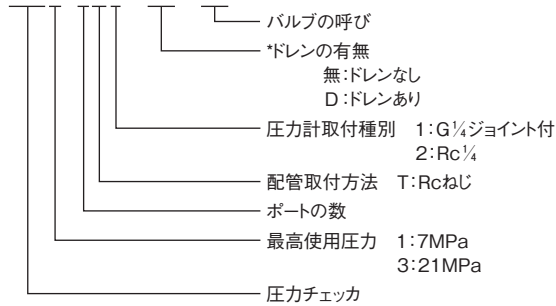 バルブの呼び
*ドレンの有無
無:ドレンなし
D:ドレンあり
圧力計取付種別 1:G¼ジョイント付
2:Rc¼
配管取付方法 T:Rcねじ
ポートの数
最高使用圧力 1:7MPa
3:21MPa
圧力チェッカ